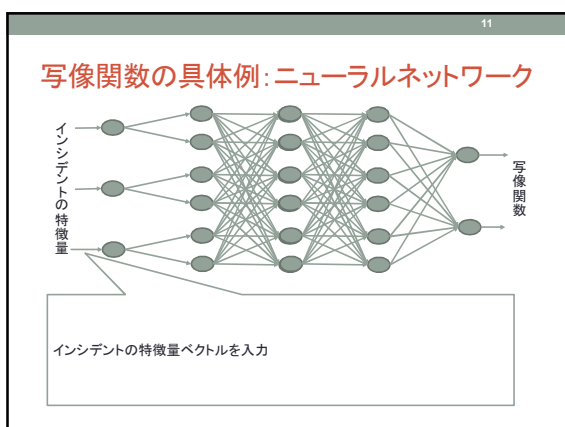 11
写像関数の具体例：ニューラルネットワーク
インシデントの特徴量
写像関数
インシデントの特徴量ベクトルを入力